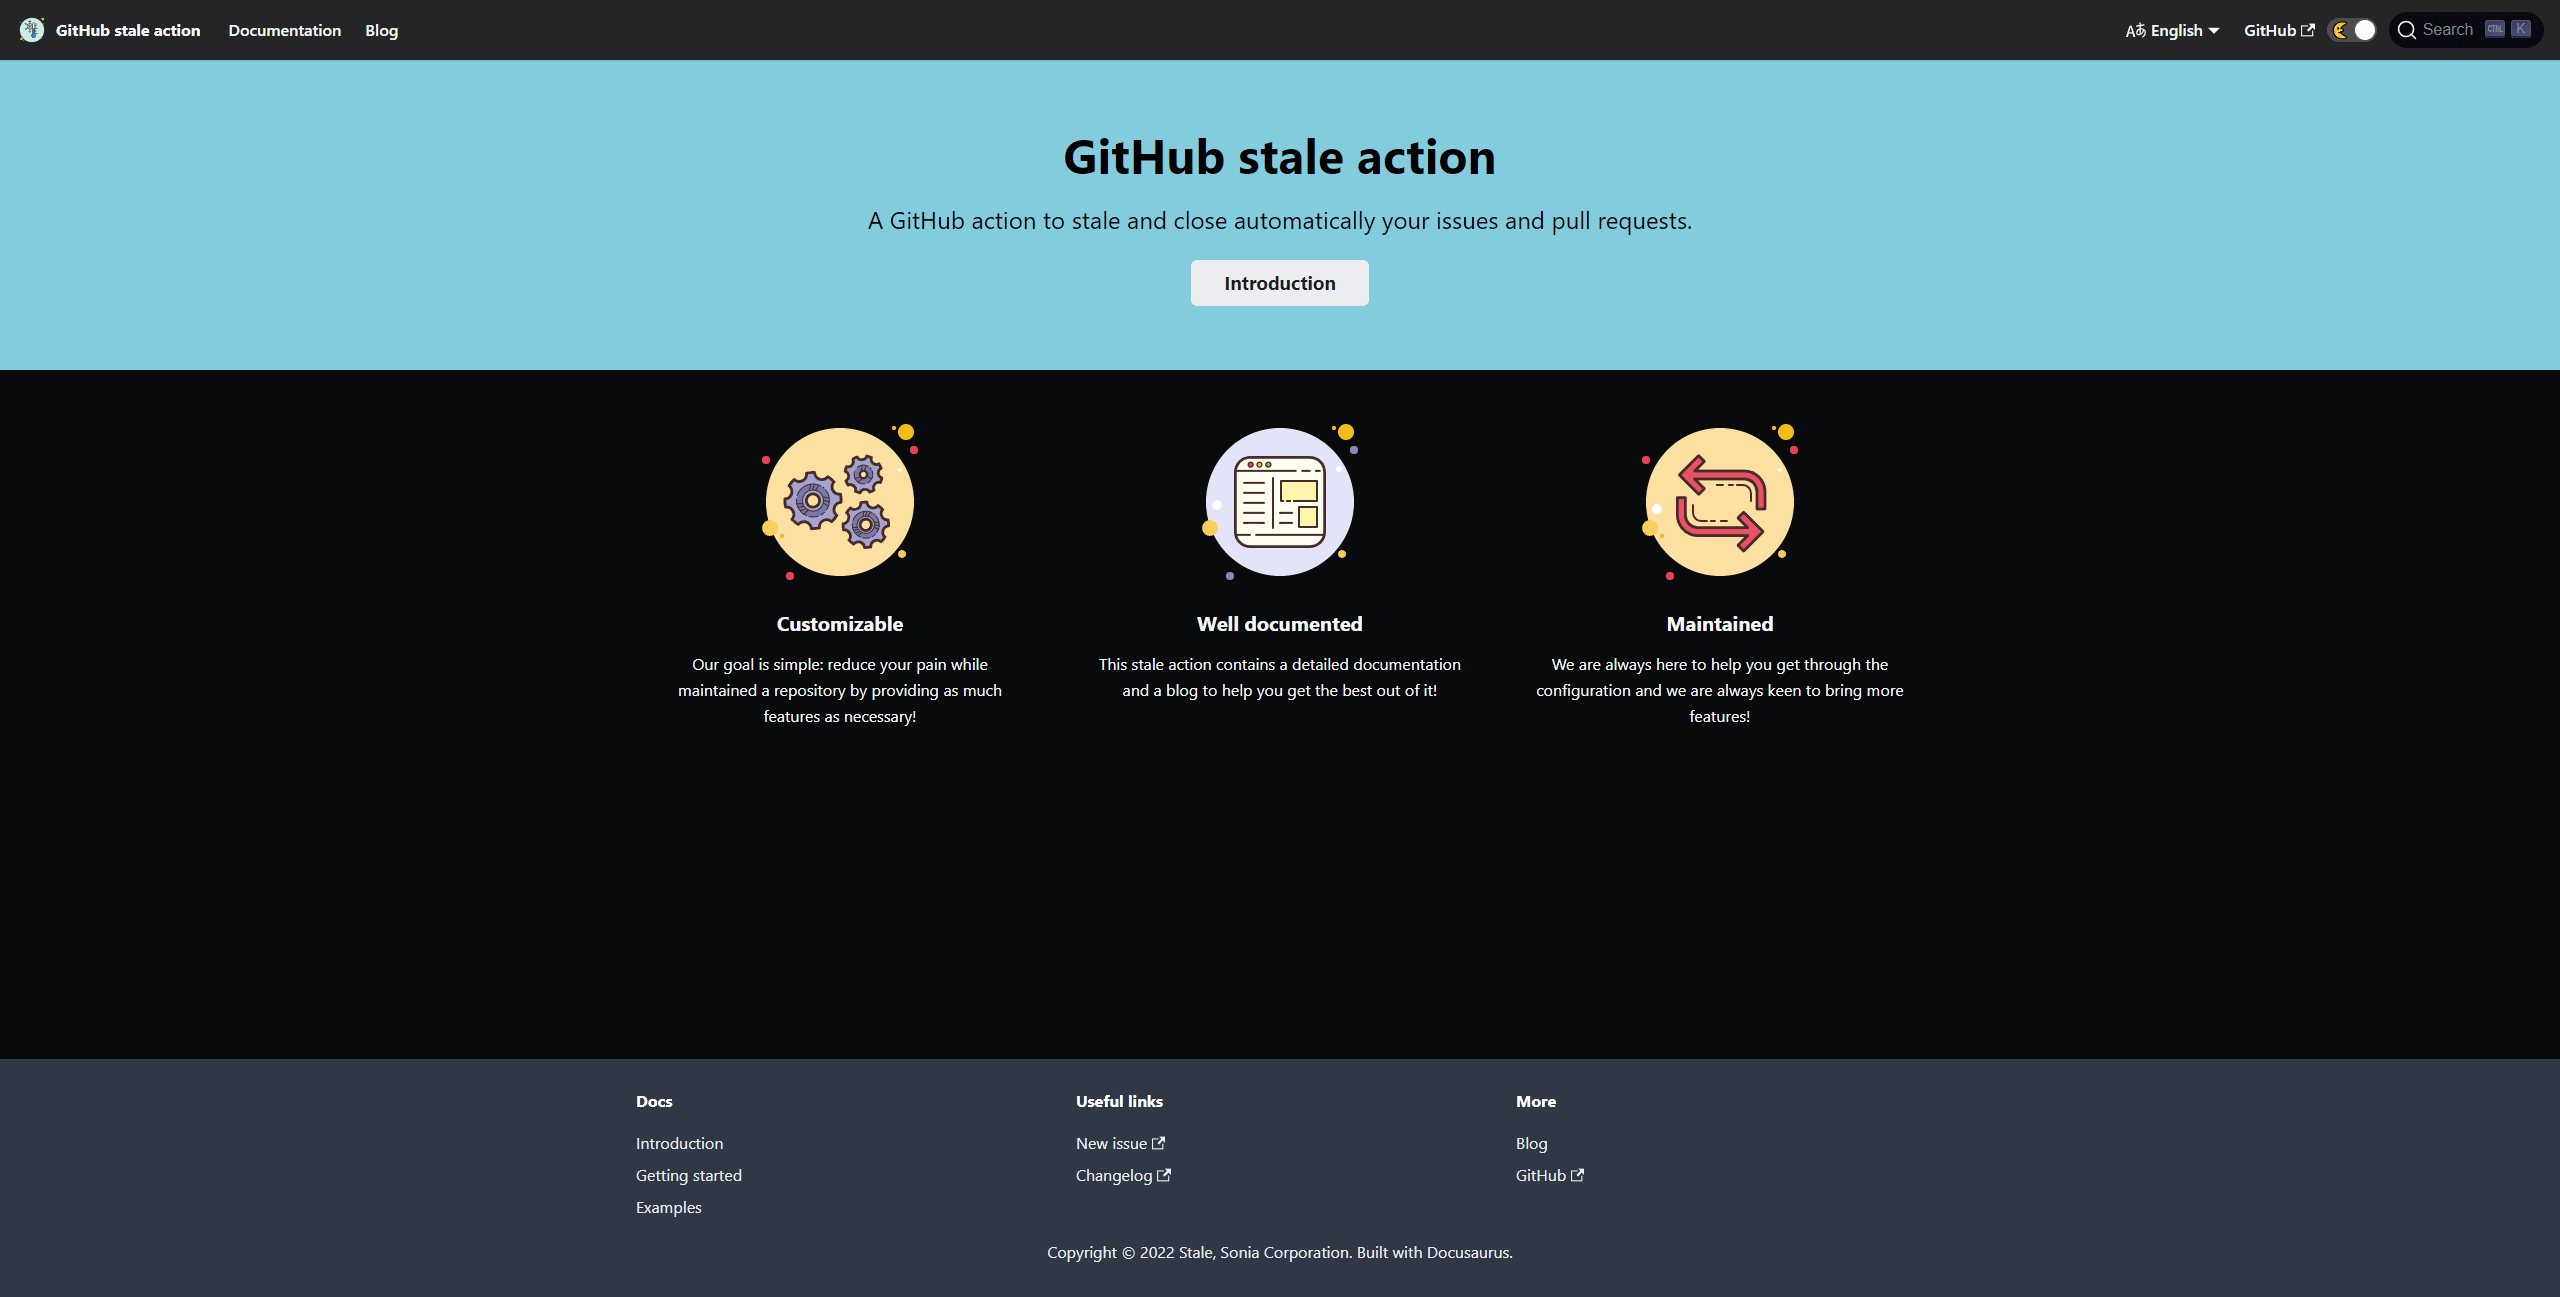 GitHub stale action Documentation Blog Aあ English GitHub Search CTRL K
GitHub stale action
A GitHub action to stale and close automatically your issues and pull requests.
Introduction
Customizable
Our goal is simple: reduce your pain while
maintained a repository by providing as much
features as necessary!
Well documented
This stale action contains a detailed documentation
and a blog to help you get the best out of it!
Maintained
We are always here to help you get through the
configuration and we are always keen to bring more
features!
Docs
Introduction
Getting started
Examples
Useful links
New issue
Changelog
More
Blog
GitHub
Copyright © 2022 Stale, Sonia Corporation. Built with Docusaurus.